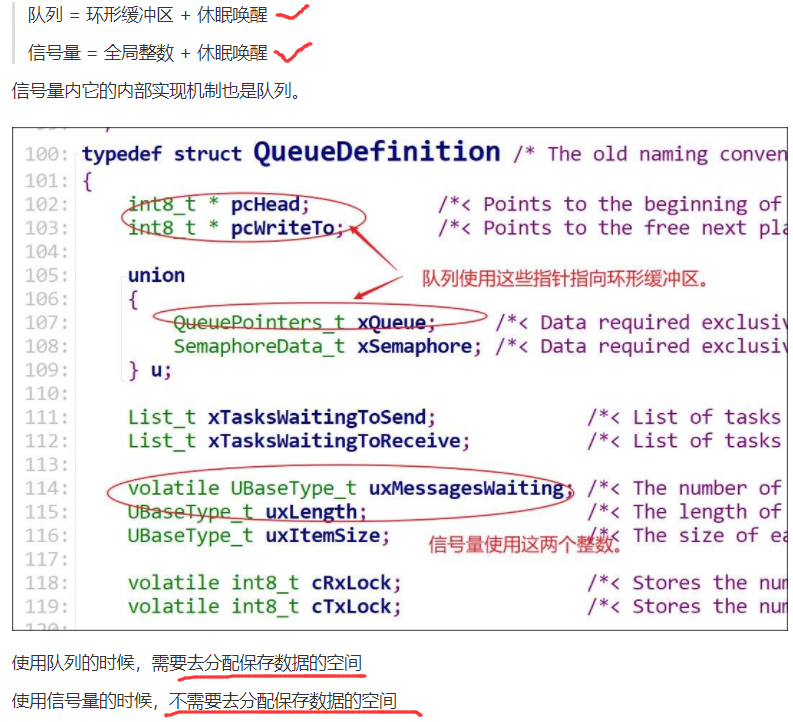 队列 = 环形缓冲区 + 休眠唤醒
信号量 = 全局整数 + 休眠唤醒
信号量内它的内部实现机制也是队列。
100: typedef struct QueueDefinition /* The old naming conven
101: {
102: int8_t * pcHead; /*< Points to the beginning of
103: int8_t * pcWriteTo; /*< Points to the free next pla
104:
105: union
队列使用这些指针指向环形缓冲区。
106: {
107: QueuePointers_t xQueue; /*< Data required exclusiv
108: SemaphoreData_t xSemaphore; /*< Data required exclusiv
109: } u;
110:
111: List_t xTasksWaitingToSend; /*< List of tasks
112: List_t xTasksWaitingToReceive; /*< List of tasks
113:
114: volatile UBaseType_t uxMessagesWaiting; /*< The number of
115: UBaseType_t uxLength; /*< The length of
116: UBaseType_t uxItemSize; /*< The size of ea
信号量使用这两个整数。
117:
118: volatile int8_t cRxLock; /*< Stores the num
119: volatile int8_t cTxLock; /*< Stores the num
使用队列的时候，需要去分配保存数据的空间
使用信号量的时候，不需要去分配保存数据的空间